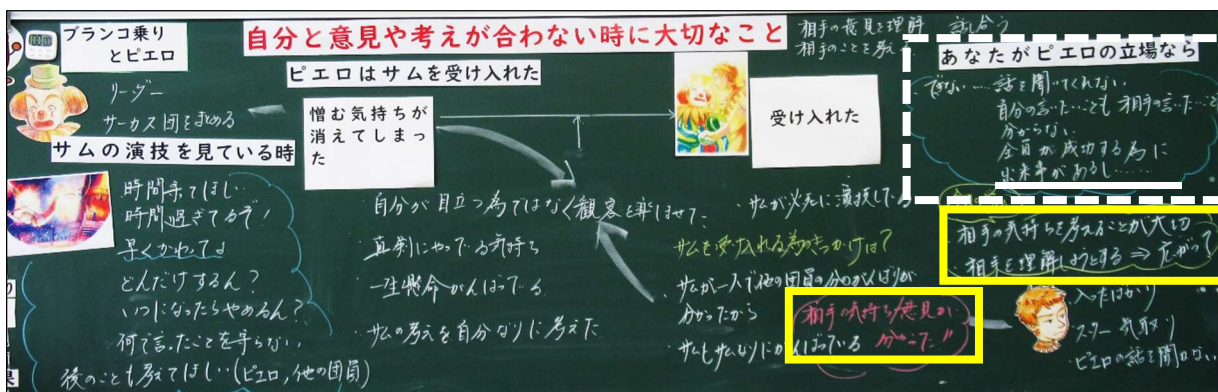 ブランコ乗り
とピエロ
自分と意見や考えが合わない時に大切なこと
相手の意見を理解
相手のことを考える
話し合う
あなたがピエロの立場なら
できない…話を聞いてくれない
自分の言ったことも相手の言ったこと
分からない
全員が成功する為に
出来事があるし……
ピエロはサムを受け入れた
リーダー
サーカス団をまとめる
憎む気持ちが
消えてしまっ
た
受け入れた
サムの演技を見ている時
時間守てほしい
時間過ぎてるぞ!
早くかわれてよ
どんだけするん?
いつになったらやめるん?
何で言ったことを守らない
後のことも考えてほしい(ピエロ,他の団員)
自分が目立つ為ではなく観客を楽しませて
真剣にやっている気持ち
一生懸命がんばっている
・サムの考えを自分なりに考えた
・サムが必死に演技している
サムを受け入れる為のきっかけは?
・サムが一人で他の団員の分のがんばりが
分かったから
・サムもサムなりにがんばっている
相手の気持ち/意見が
分かった"
相手の気持ちを考えることが大切
・相手を理解しようとする⇒広がって
入ったばかり
スター気取り
ピエロの話を聞かない